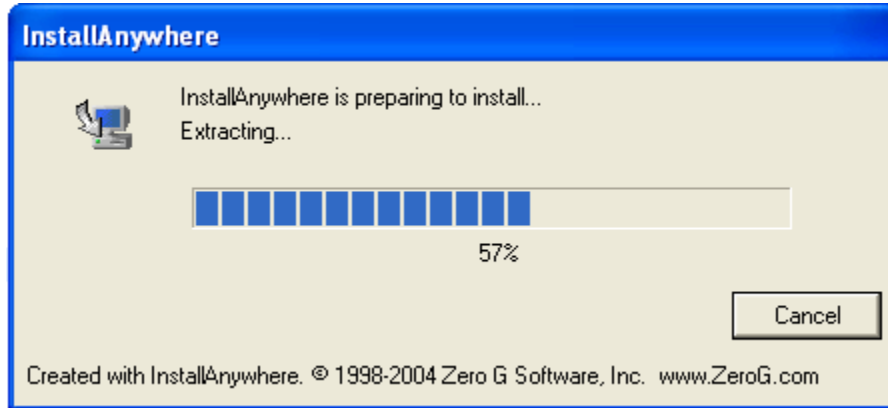 InstallAnywhere
InstallAnywhere is preparing to install...
Extracting...
57%
Cancel
Created with InstallAnywhere. © 1998-2004 Zero G Software, Inc. www.ZeroG.com